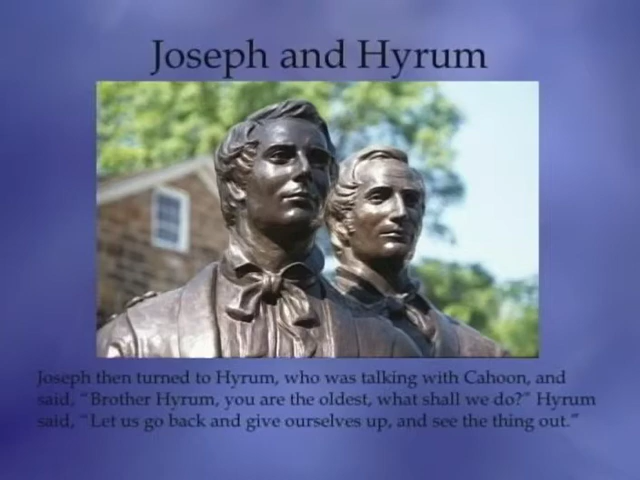 Joseph and Hyrum
Joseph then turned to Hyrum, who was talking with Cahoon, and
said, “Brother Hyrum, you are the oldest, what shall we do?” Hyrum
said, “Let us go back and give ourselves up, and see the thing out.”